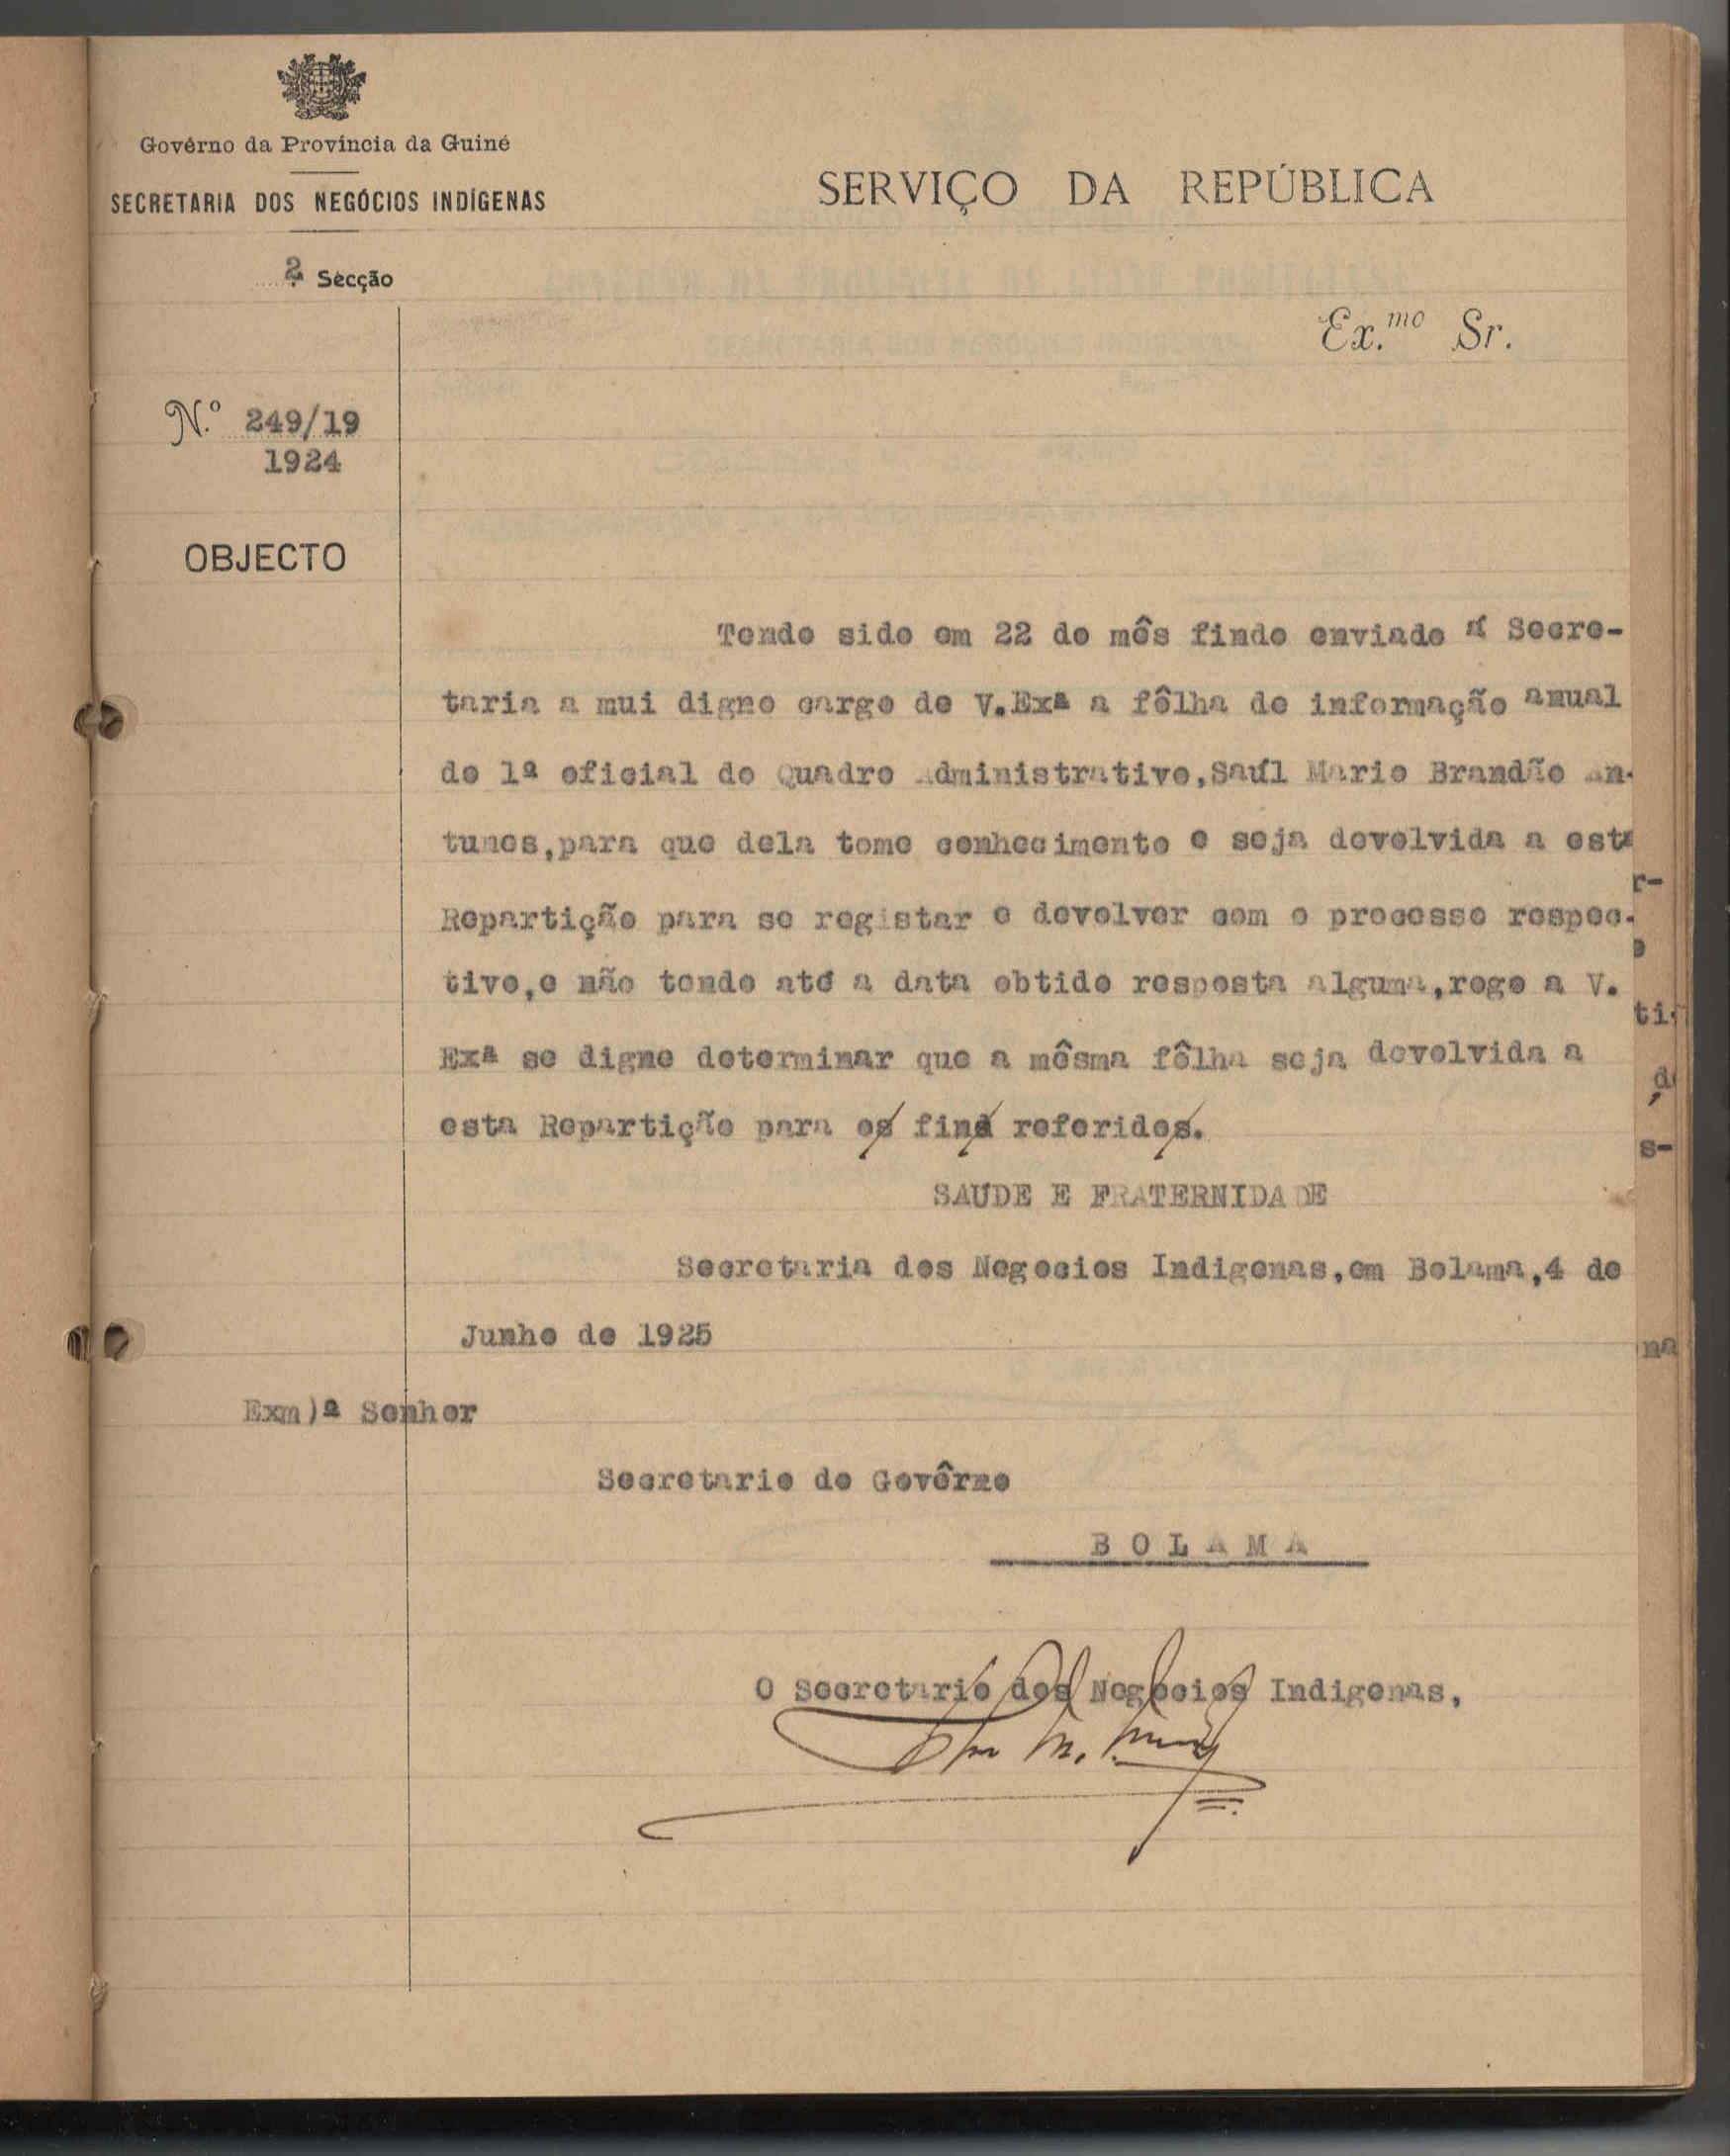 Govêrno da Província da Guiné
SECRETARIA DOS NEGÓCIOS INDÍGENAS
SERVIÇO DA REPÚBLICA
2ª Secção
Ex.mo Sr.
N.º 249/19
1924
OBJECTO
Tendo sido em 22 do mês findo enviado á Secre-
taria a mui digno cargo de V.Exª a fôlha de informação anual
do 1º oficial do Quadro Administrativo,Saúl Mario Brandão An-
tunes,para que dela tome conhecimento e seja devolvida a esta
Repartição para se registar e devolver com o processo respec-
tivo,e não tendo até a data obtido resposta alguma,rogo a V.
Exª se digne determinar que a mêsma fôlha seja devolvida a
esta Repartição para os fins referidos.
SAUDE E FRATERNIDADE
Secretaria dos Negocios Indigenas,em Bolama,4 de
Junho de 1925
Exm)º Senhor
Secretario do Govêrno
BOLAMA
O Secretario dos Negocios Indigenas,
r-
e
ti-
s-
na